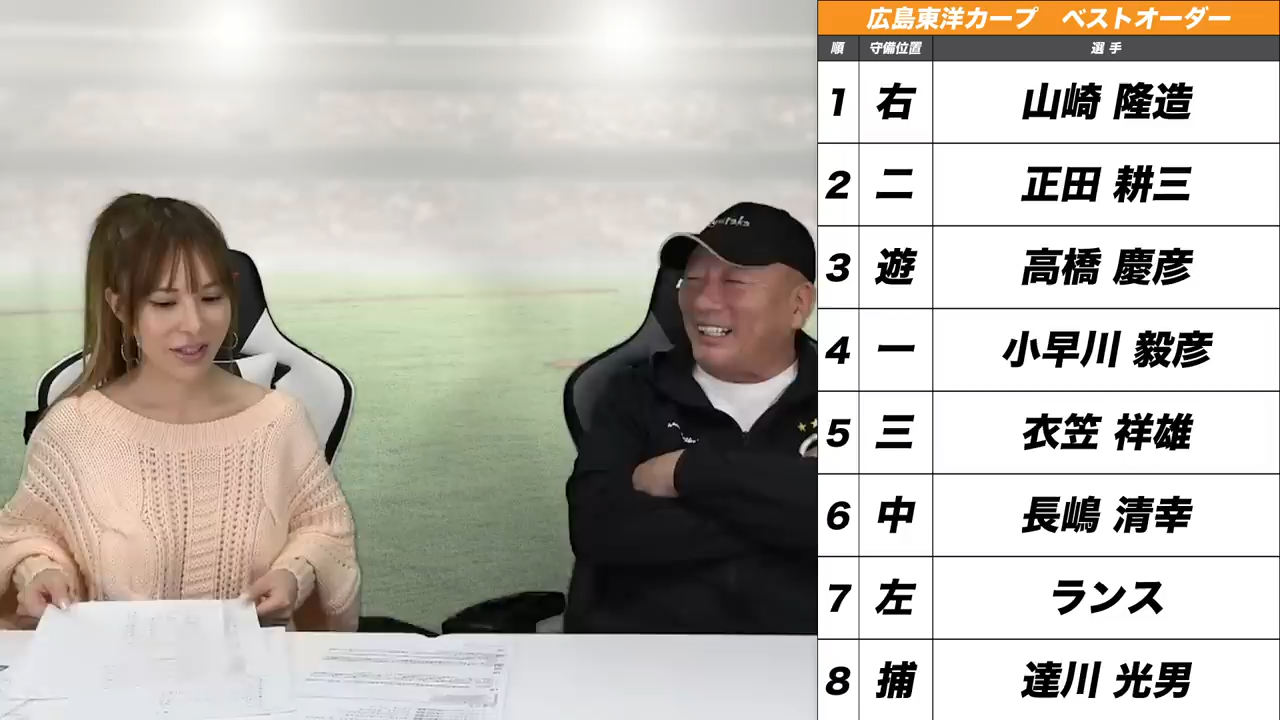 広島東洋カープ ベストオーダー
順 守備位置 選手
1 右 山崎 隆造
2 二 正田 耕三
3 遊 高橋 慶彦
4 一 小早川 毅彦
5 三 衣笠 祥雄
6 中 長嶋 清幸
7 左 ランス
8 捕 達川 光男